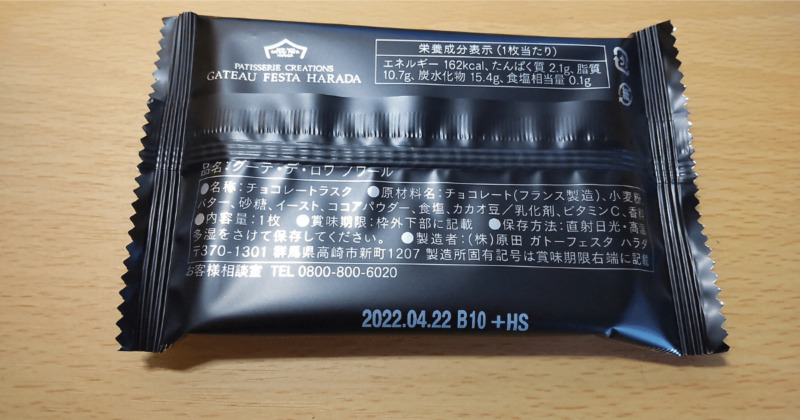 PATISSERIE CREATIONS
GATEAU FESTA HARADA
栄養成分表示(1枚当たり)
エネルギー 162kcal、たんぱく質 2.1g、脂質
10.7g、炭水化物 15.4g、食塩相当量 0.1g
品名:グーテ・デ・ロワ ノワール
●名称:チョコレートラスク ●原材料名:チョコレート(フランス製造)、小麦粉
バター、砂糖、イースト、ココアパウダー、食塩、カカオ豆/乳化剤、ビタミンC、香料
●内容量:1枚 ●賞味期限:枠外下部に記載 ●保存方法:直射日光・高温
多湿をさけて保存してください。 ●製造者:(株)原田 ガトーフェスタ ハラダ
〒370-1301 群馬県高崎市新町1207 製造所固有記号は賞味期限右端に記載
お客様相談室 TEL 0800-800-6020
2022.04.22 B10 +HS